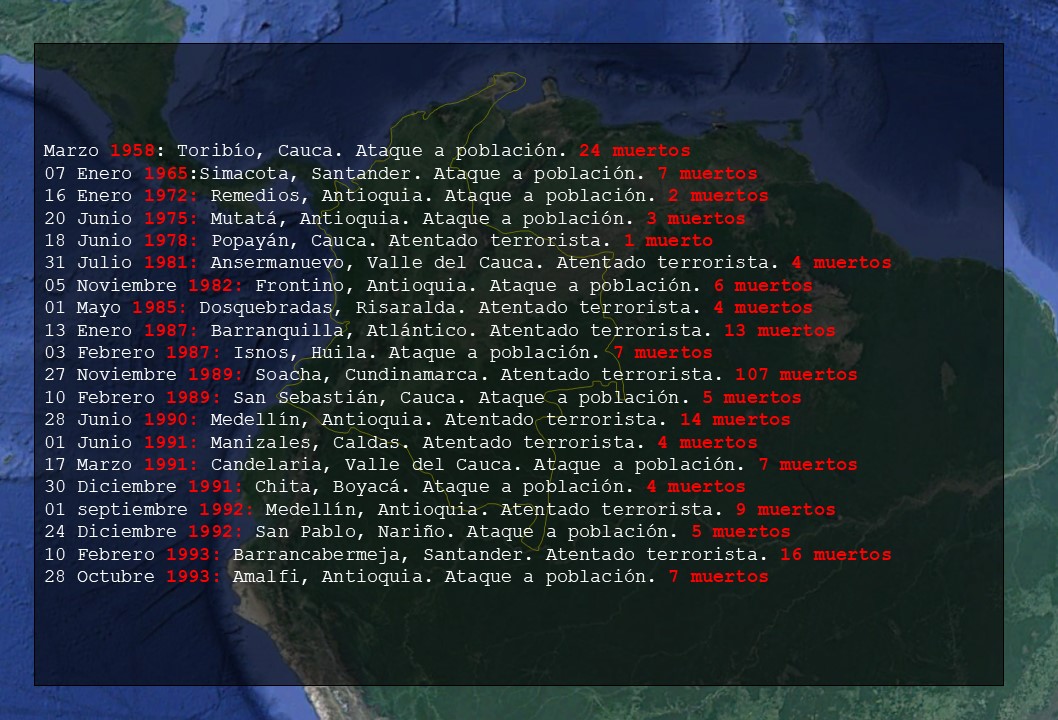 Marzo 1958: Toribío, Cauca. Ataque a población. 24 muertos
07 Enero 1965:Simacota, Santander. Ataque a población. 7 muertos
16 Enero 1972: Remedios, Antioquia. Ataque a población. 2 muertos
20 Junio 1975: Mutatá, Antioquia. Ataque a población. 3 muertos
18 Junio 1978: Popayán, Cauca. Atentado terrorista. 1 muerto
31 Julio 1981: Ansermanuevo, Valle del Cauca. Atentado terrorista. 4 muertos
05 Noviembre 1982: Frontino, Antioquia. Ataque a población. 6 muertos
01 Mayo 1985: Dosquebradas, Risaralda. Atentado terrorista. 4 muertos
13 Enero 1987: Barranquilla, Atlántico. Atentado terrorista. 13 muertos
03 Febrero 1987: Isnos, Huila. Ataque a población. 7 muertos
27 Noviembre 1989: Soacha, Cundinamarca. Atentado terrorista. 107 muertos
10 Febrero 1989: San Sebastián, Cauca. Ataque a población. 5 muertos
28 Junio 1990: Medellín, Antioquia. Atentado terrorista. 14 muertos
01 Junio 1991: Manizales, Caldas. Atentado terrorista. 4 muertos
17 Marzo 1991: Candelaria, Valle del Cauca. Ataque a población. 7 muertos
30 Diciembre 1991: Chita, Boyacá. Ataque a población. 4 muertos
01 septiembre 1992: Medellín, Antioquia. Atentado terrorista. 9 muertos
24 Diciembre 1992: San Pablo, Nariño. Ataque a población. 5 muertos
10 Febrero 1993: Barrancabermeja, Santander. Atentado terrorista. 16 muertos
28 Octubre 1993: Amalfi, Antioquia. Ataque a población. 7 muertos